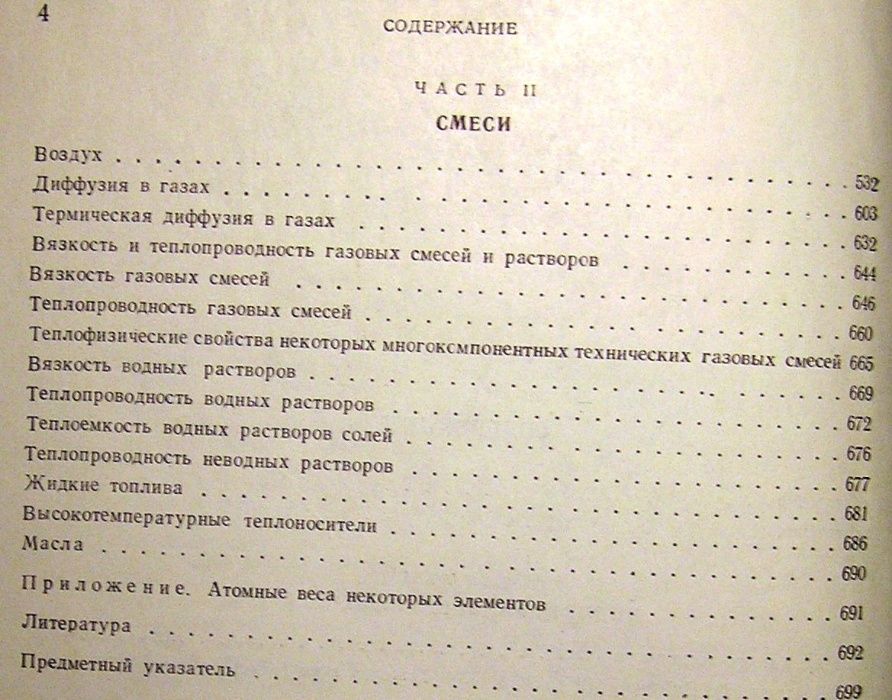 4
СОДЕРЖАНИЕ
ЧАСТЬ II
СМЕСИ
Воздух . . . . . . . . . . . . . . . . . . . . . . . . . . . . . 532
Диффузия в газах . . . . . . . . . . . . . . . . . . . . . . . . 603
Термическая диффузия в газах . . . . . . . . . . . . . . . . . . 632
Вязкость и теплопроводность газовых смесей и растворов . . . . . . . . 644
Вязкость газовых смесей . . . . . . . . . . . . . . . . . . . . . 646
Теплопроводность газовых смесей . . . . . . . . . . . . . . . . . 660
Теплофизические свойства некоторых многоксмпонентных технических газовых смесей 665
Вязкость водных растворов . . . . . . . . . . . . . . . . . . . . 669
Теплопроводность водных растворов . . . . . . . . . . . . . . . . 672
Теплоемкость водных растворов солей . . . . . . . . . . . . . . . 676
Теплопроводность неводных растворов . . . . . . . . . . . . . . . 677
Жидкие топлива . . . . . . . . . . . . . . . . . . . . . . . . . 681
Высокотемпературные теплоносители . . . . . . . . . . . . . . . . 686
Масла . . . . . . . . . . . . . . . . . . . . . . . . . . . . . 690
Приложение. Атомные веса некоторых элементов . . . . . . . . . . 691
Литература . . . . . . . . . . . . . . . . . . . . . . . . . . . 692
Предметный указатель . . . . . . . . . . . . . . . . . . . . . . 699